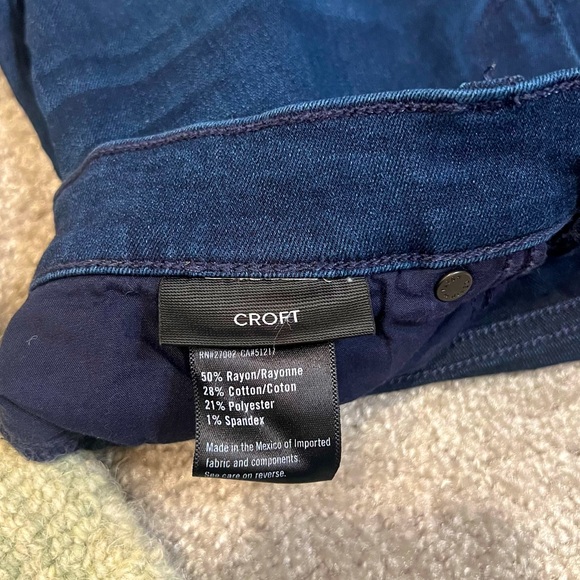 CROFT
RN#27002 CA#51217
50% Rayon/Rayonne
28% Cotton/Coton
21% Polyester
1% Spandex
Made in the Mexico of Imported
fabric and components.
See care on reverse.